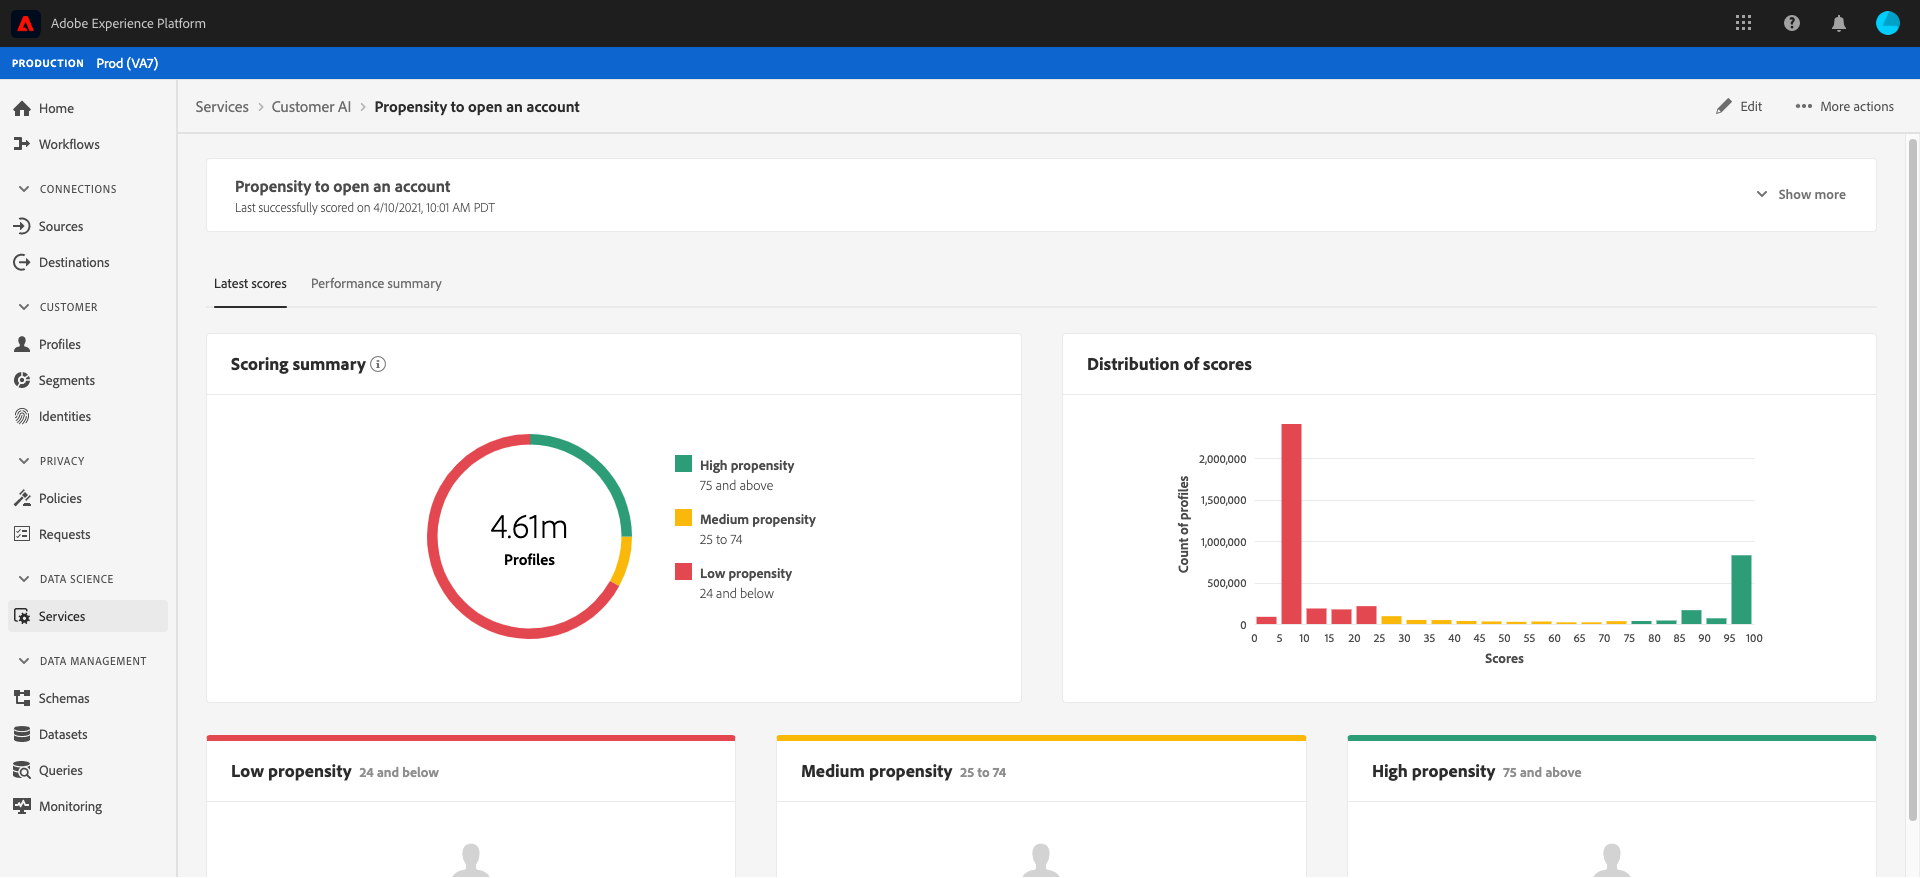 Adobe Experience Platform
PRODUCTION Prod (VA7)
Home
Workflows
CONNECTIONS
Sources
Destinations
CUSTOMER
Profiles
Segments
Identities
PRIVACY
Policies
Requests
DATA SCIENCE
Services
DATA MANAGEMENT
Schemas
Datasets
Queries
Monitoring
Services > Customer AI > Propensity to open an account
Edit
More actions
Propensity to open an account
Last successfully scored on 4/10/2021, 10:01 AM PDT
Show more
Latest scores
Performance summary
Scoring summary
4.61m
Profiles
High propensity
75 and above
Medium propensity
25 to 74
Low propensity
24 and below
Distribution of scores
Count of profiles
2,000,000
1,500,000
1,000,000
500,000
0
0 5 10 15 20 25 30 35 40 45 50 55 60 65 70 75 80 85 90 95 100
Scores
Low propensity 24 and below
Medium propensity 25 to 74
High propensity 75 and above